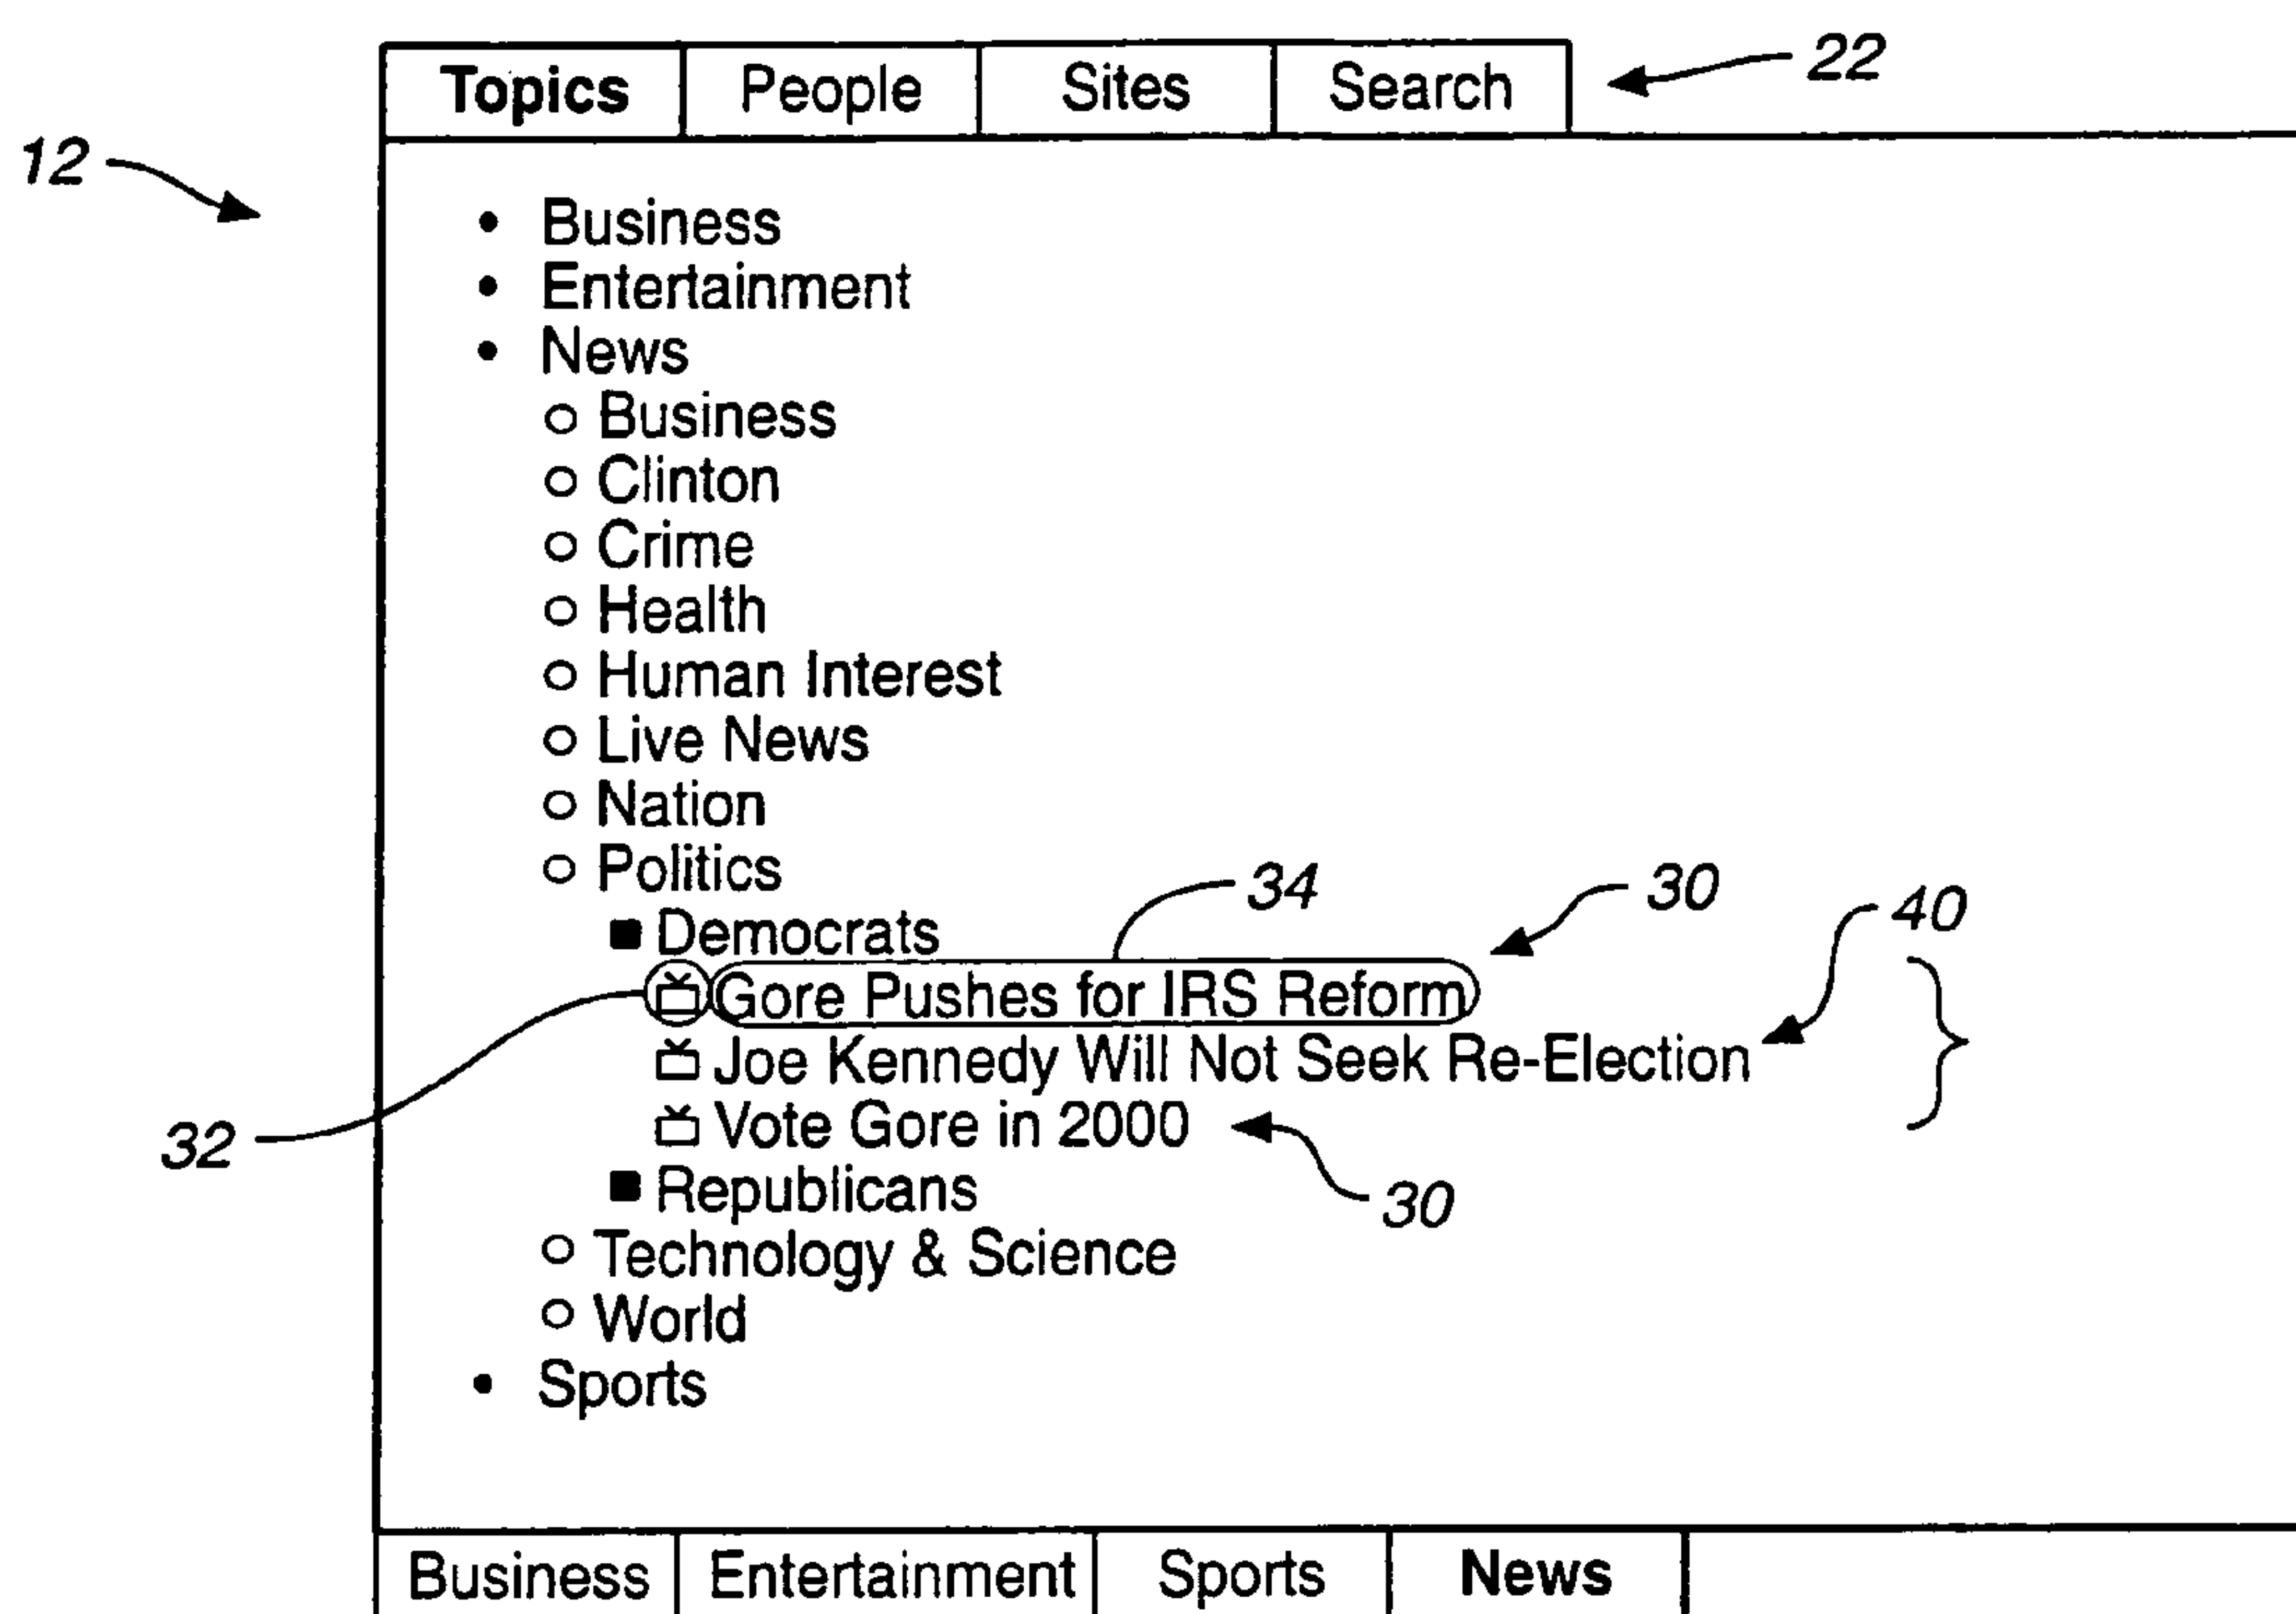 Topics People Sites Search 22
12
• Business
• Entertainment
• News
○ Business
○ Clinton
○ Crime
○ Health
○ Human Interest
○ Live News
○ Nation
○ Politics
34 30 40
■ Democrats
Gore Pushes for IRS Reform
Joe Kennedy Will Not Seek Re-Election
32 Vote Gore in 2000
■ Republicans 30
○ Technology & Science
○ World
• Sports
Business Entertainment Sports News